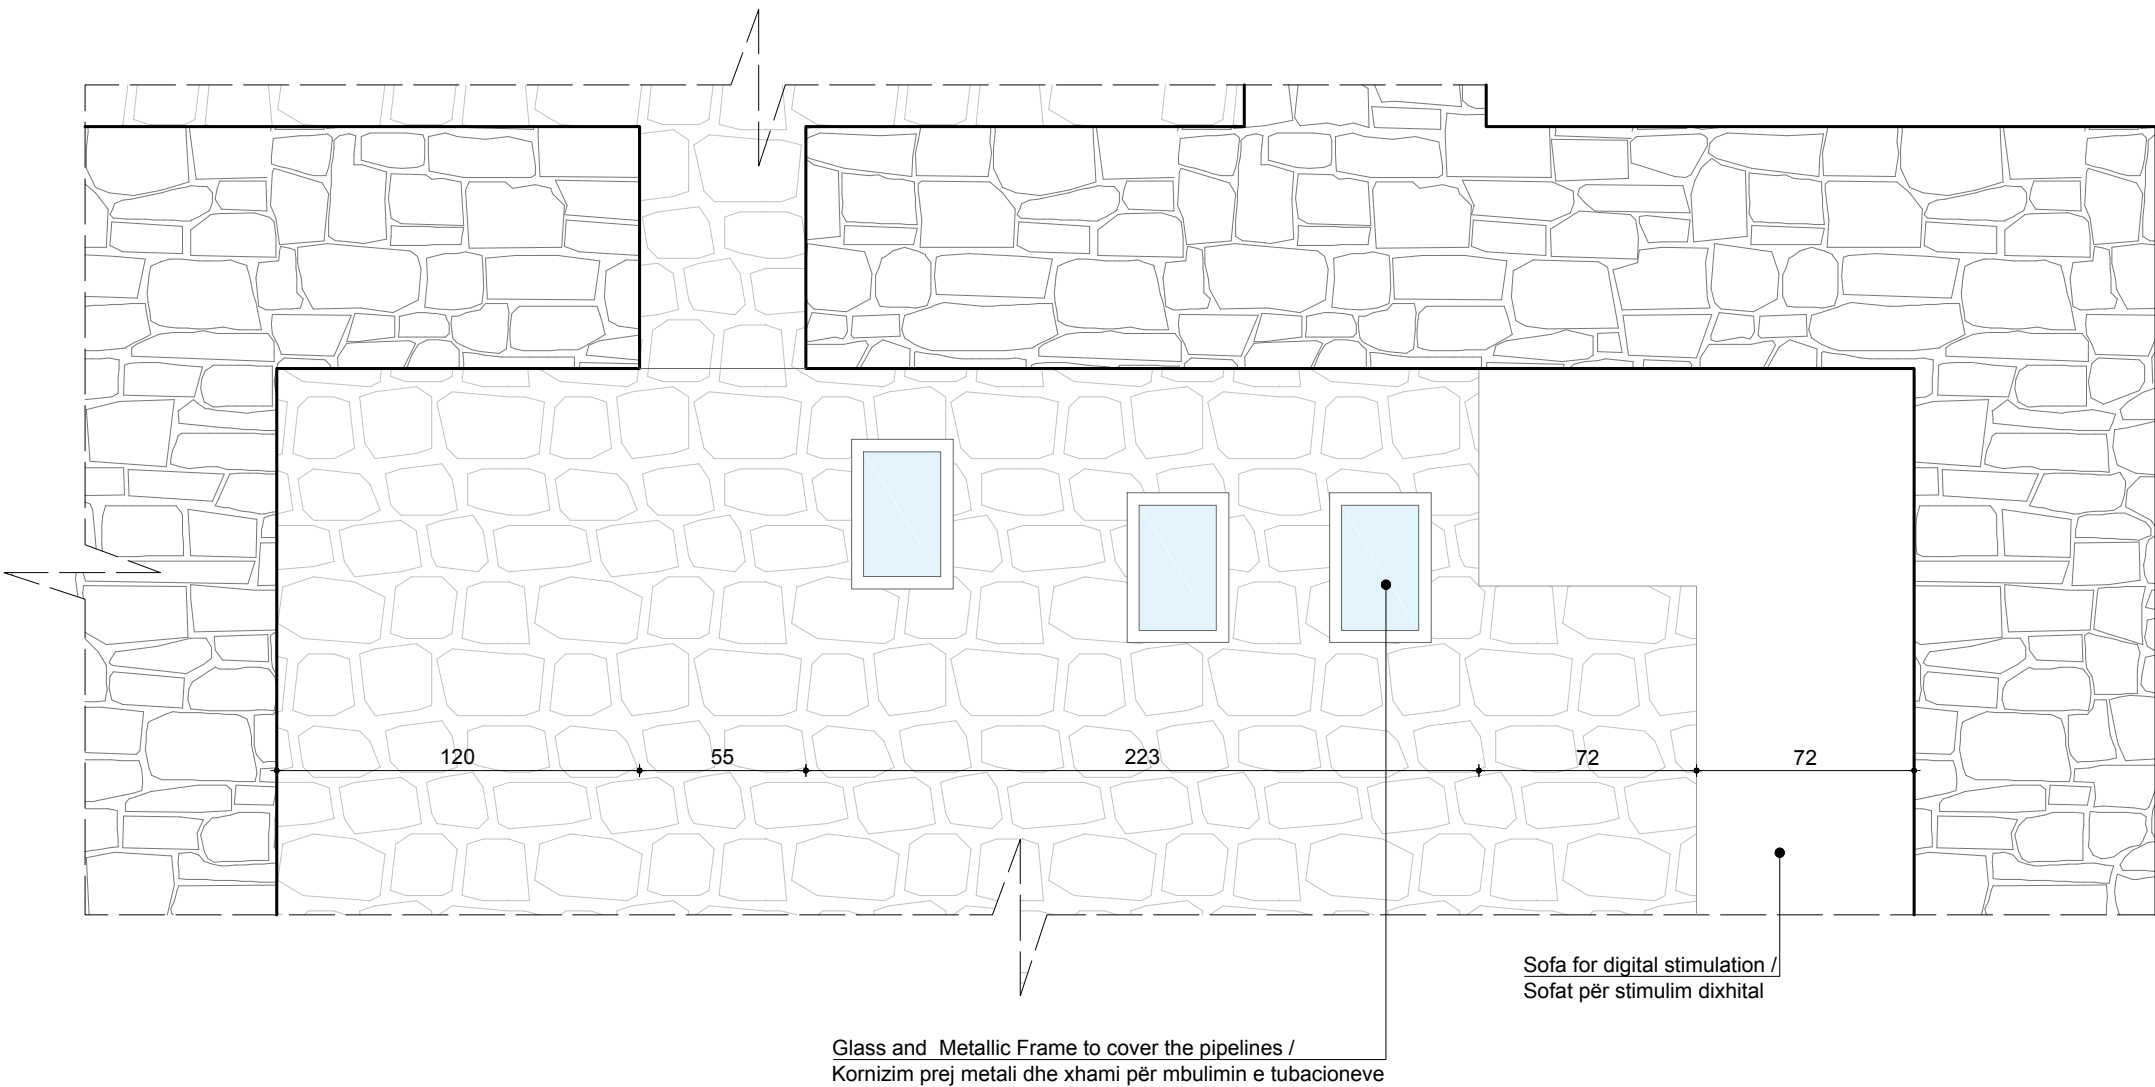 120 55 223 72 72
Sofa for digital stimulation /
Sofat për stimulim dixhital
Glass and  Metallic Frame to cover the pipelines /
Kornizim prej metali dhe xhami për mbulimin e tubacioneve